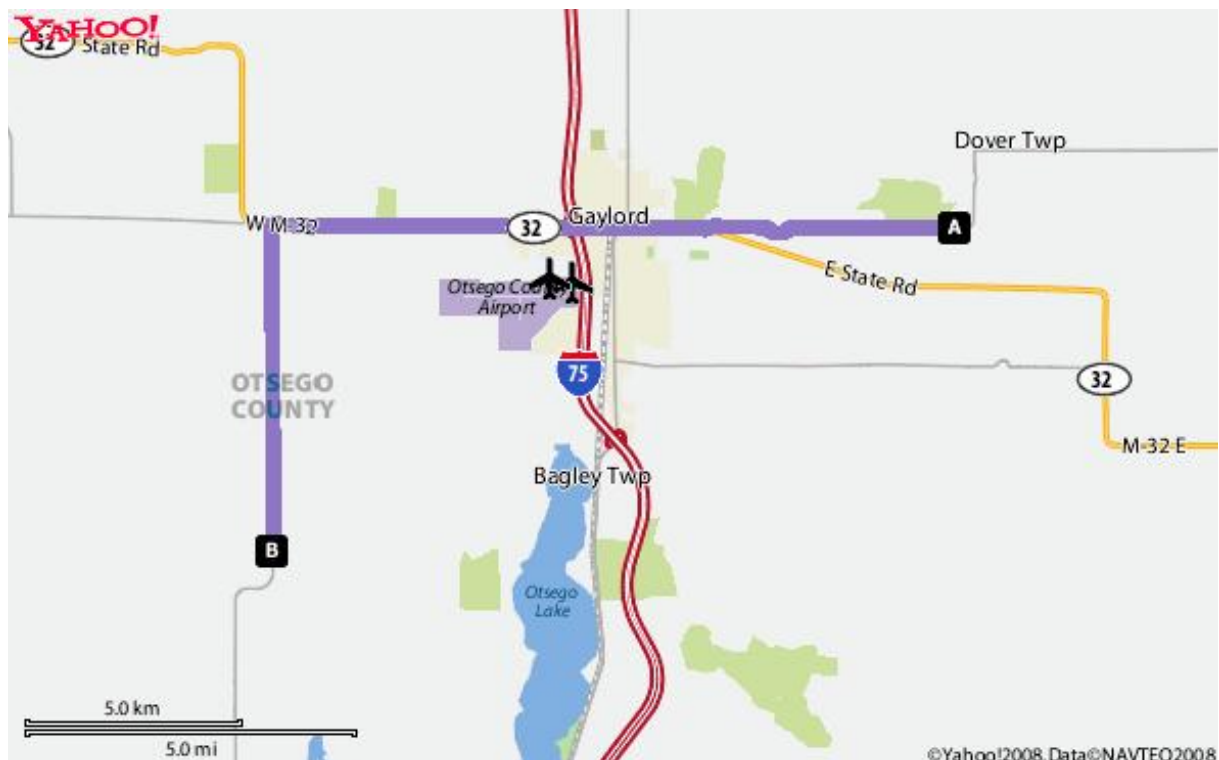 YAHOO!
32
State Rd
Dover Twp
W M-32
32
Gaylord
A
E State Rd
Otsego County
Airport
75
32
OTSEGO
COUNTY
M-32 E
Bagley Twp
B
Otsego
Lake
5.0 km
5.0 mi
©Yahoo!2008, Data©NAVTEQ2008